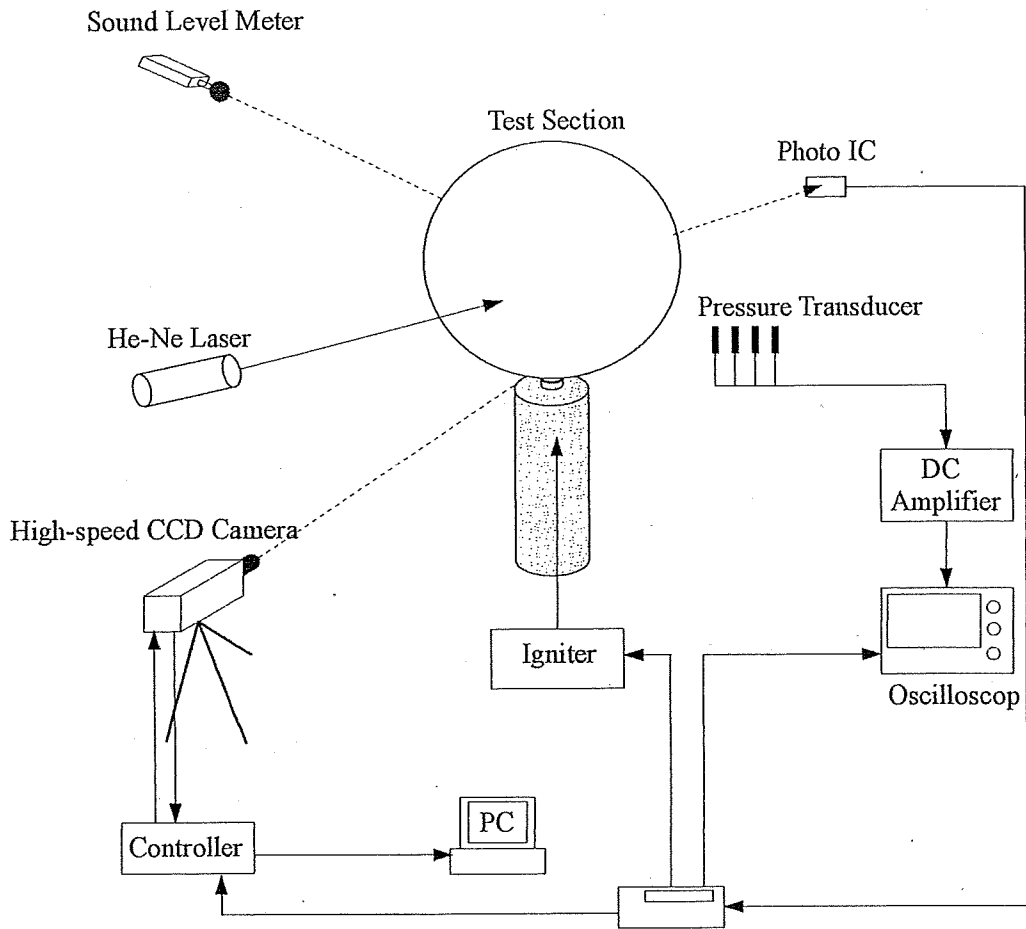 Sound Level Meter
Test Section
Photo IC
Pressure Transducer
He-Ne Laser
DC
Amplifier
High-speed CCD Camera
Igniter
Oscilloscop
PC
Controller